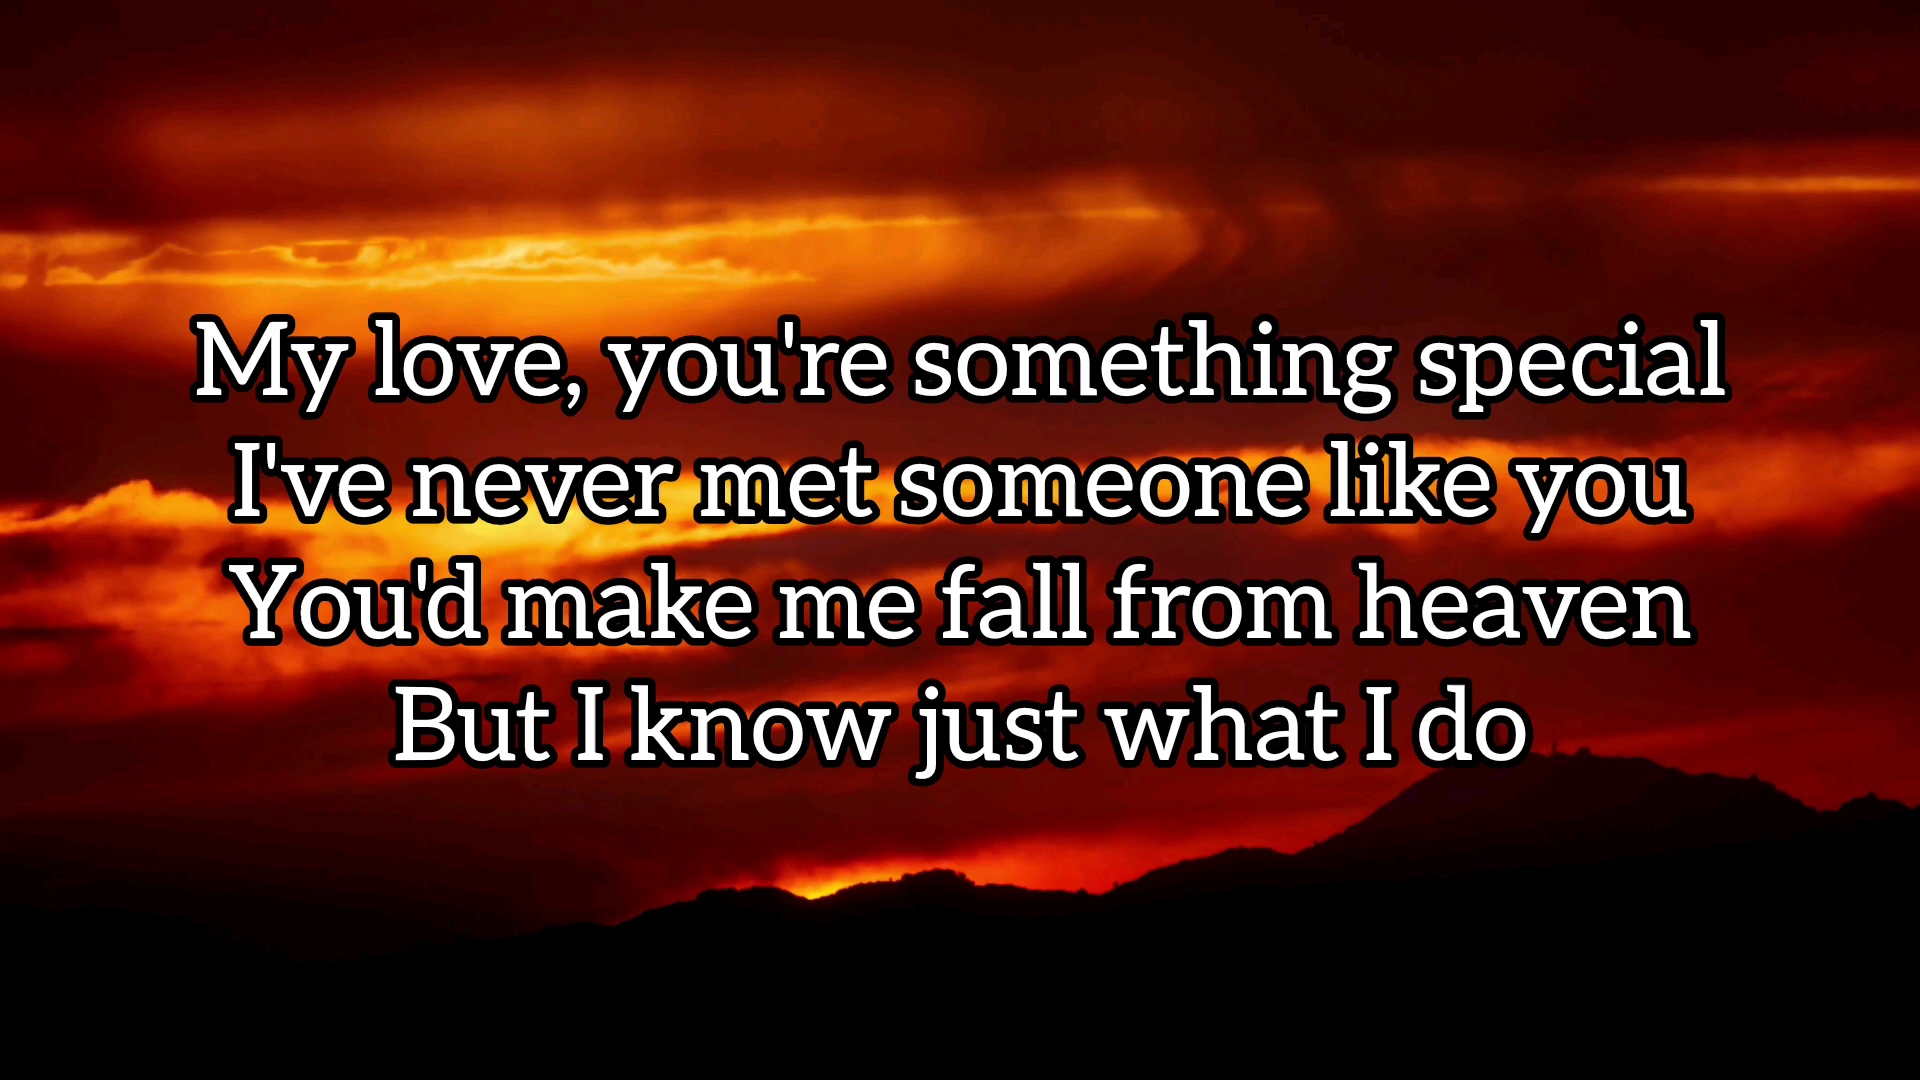 My love, you're something special
I've never met someone like you
You'd make me fall from heaven
But I know just what I do